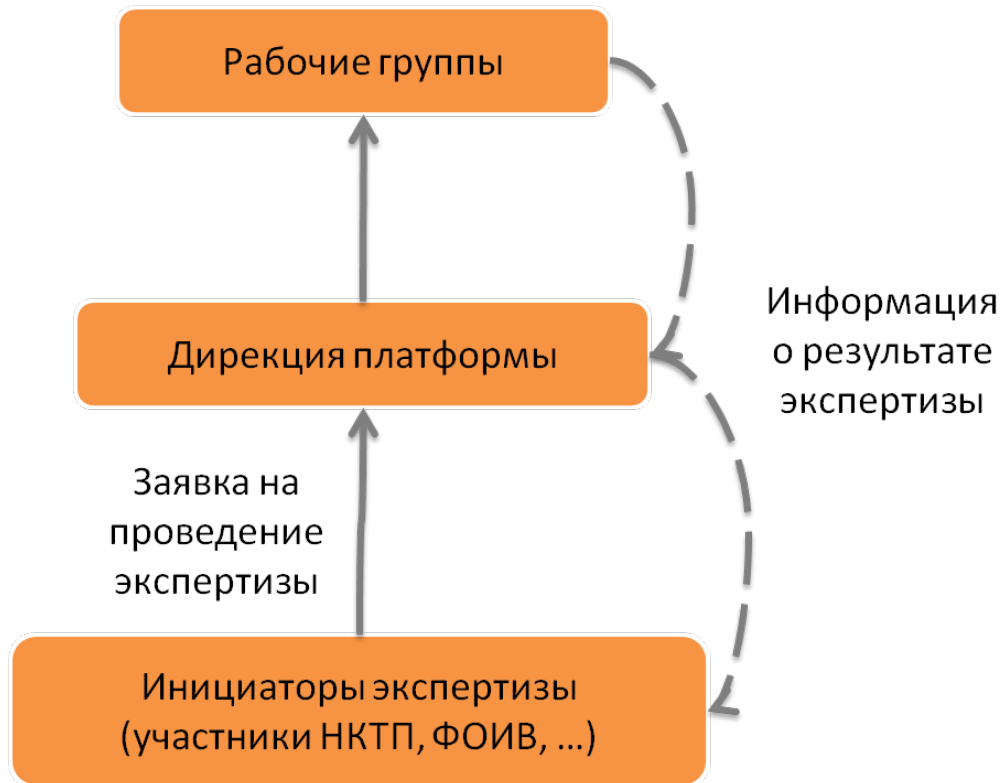 Рабочие группы
Дирекция платформы
Информация
о результате
экспертизы
Заявка на
проведение
экспертизы
Инициаторы экспертизы
(участники НКТП, ФОИВ, ...)